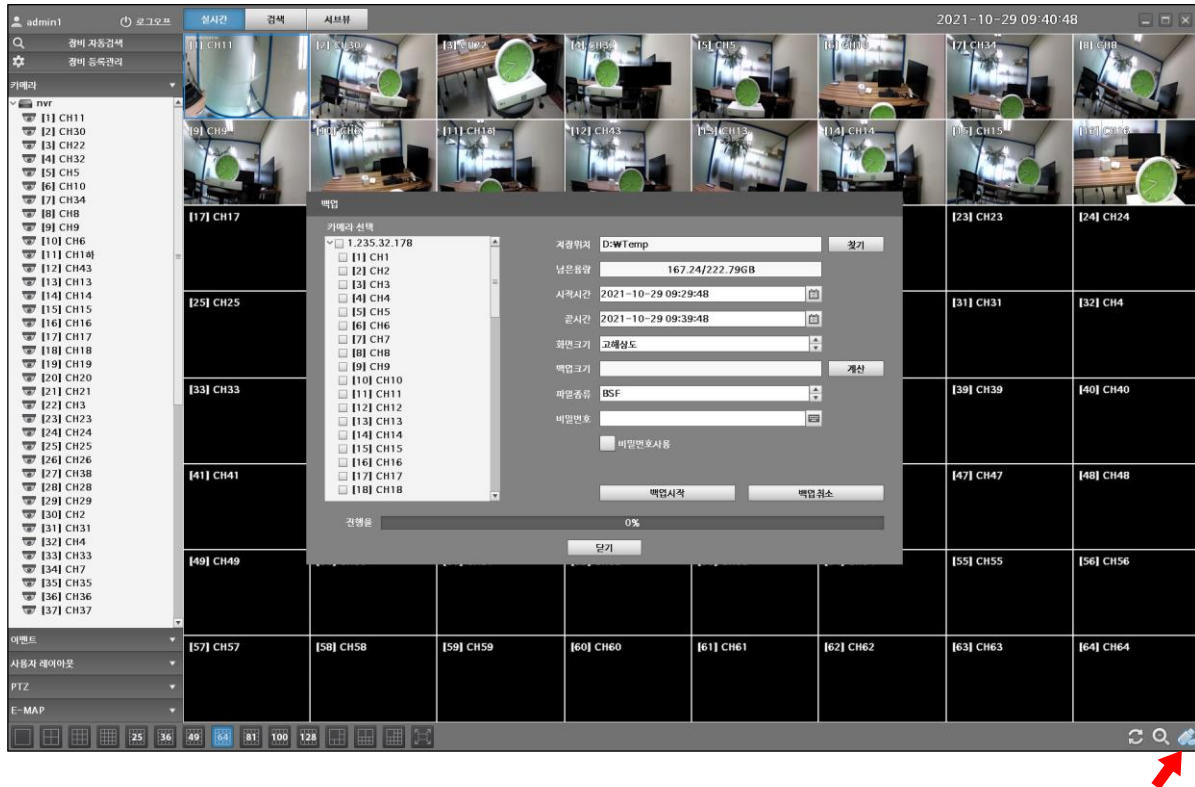 admin1 로그오프 실시간 검색 서브뷰 2021-10-29 09:40:48
장비 자동검색
장비 등록관리
카메라
nvr
[1] CH11
[2] CH30
[3] CH22
[4] CH32
[5] CH5
[6] CH10
[7] CH34
[8] CH8
[9] CH9
[10] CH6
[11] CH1하
[12] CH43
[13] CH13
[14] CH14
[15] CH15
[16] CH16
[17] CH17
[18] CH18
[19] CH19
[20] CH20
[21] CH21
[22] CH3
[23] CH23
[24] CH24
[25] CH25
[26] CH26
[27] CH38
[28] CH28
[29] CH29
[30] CH2
[31] CH31
[32] CH4
[33] CH33
[34] CH7
[35] CH35
[36] CH36
[37] CH37
이벤트
사용자 레이아웃
PTZ
E-MAP
[1] CH11 [2] CH30 [3] CH22 [5] CH5 [7] CH34 [8] CH8
[9] CH9 [10] CH6 [11] CH1하 [12] CH43 [13] CH13 [14] CH14 [15] CH15
[17] CH17 [23] CH23 [24] CH24
[25] CH25 [31] CH31 [32] CH4
[33] CH33 [39] CH39 [40] CH40
[41] CH41 [47] CH47 [48] CH48
[49] CH49 [55] CH55 [56] CH56
[57] CH57 [58] CH58 [59] CH59 [60] CH60 [61] CH61 [62] CH62 [63] CH63 [64] CH64
백업
카메라 선택
1.235.32.178
[1] CH1
[2] CH2
[3] CH3
[4] CH4
[5] CH5
[6] CH6
[7] CH7
[8] CH8
[9] CH9
[10] CH10
[11] CH11
[12] CH12
[13] CH13
[14] CH14
[15] CH15
[16] CH16
[17] CH17
[18] CH18
저장위치 D:₩Temp 찾기
남은용량 167.24/222.79GB
시작시간 2021-10-29 09:29:48
끝시간 2021-10-29 09:39:48
화면크기 고해상도
백업크기 계산
파일종류 BSF
비밀번호
비밀번호사용
백업시작 백업취소
진행율 0%
닫기
25 36 49 64 81 100 128